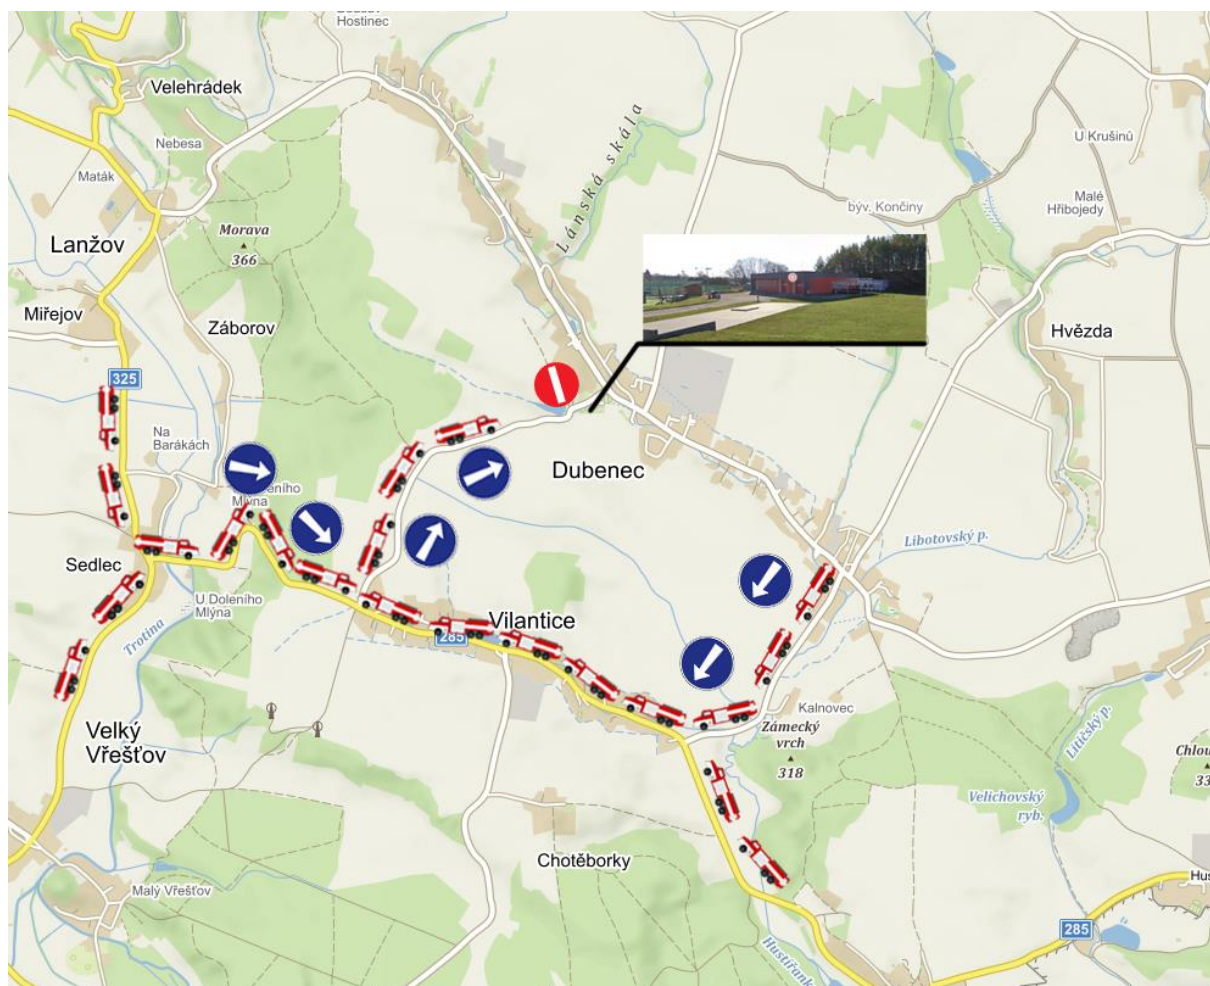 Hostinec
Velehrádek
Nebesa
U Krušinů
Maták
Lánská skála
Malé
Hřibojedy
býv. Končiny
Morava
366
Lanžov
Miřejov
Záborov
Hvězda
325
Na
Barákách
Dubenec
Mlýna
Libotovský p.
Sedlec
U Doleního
Mlýna
Vilantice
285
Trotina
Kalnovec
Zámecký
vrch
318
Litičský p.
Velký
Vřešťov
Velichovský
ryb.
Chotěborky
Malý Vřešťov
285